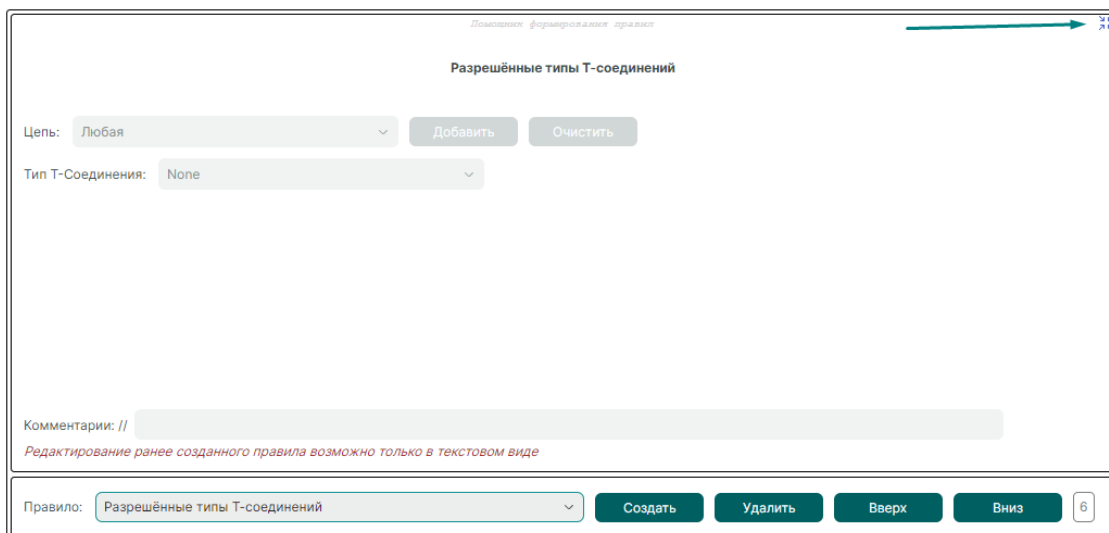 Помощник формирования правил
Разрешённые типы Т-соединений
Цепь: Любая Добавить Очистить
Тип Т-Соединения: None
Комментарии: //
Редактирование ранее созданного правила возможно только в текстовом виде
Правило: Разрешённые типы Т-соединений Создать Удалить Вверх Вниз 6